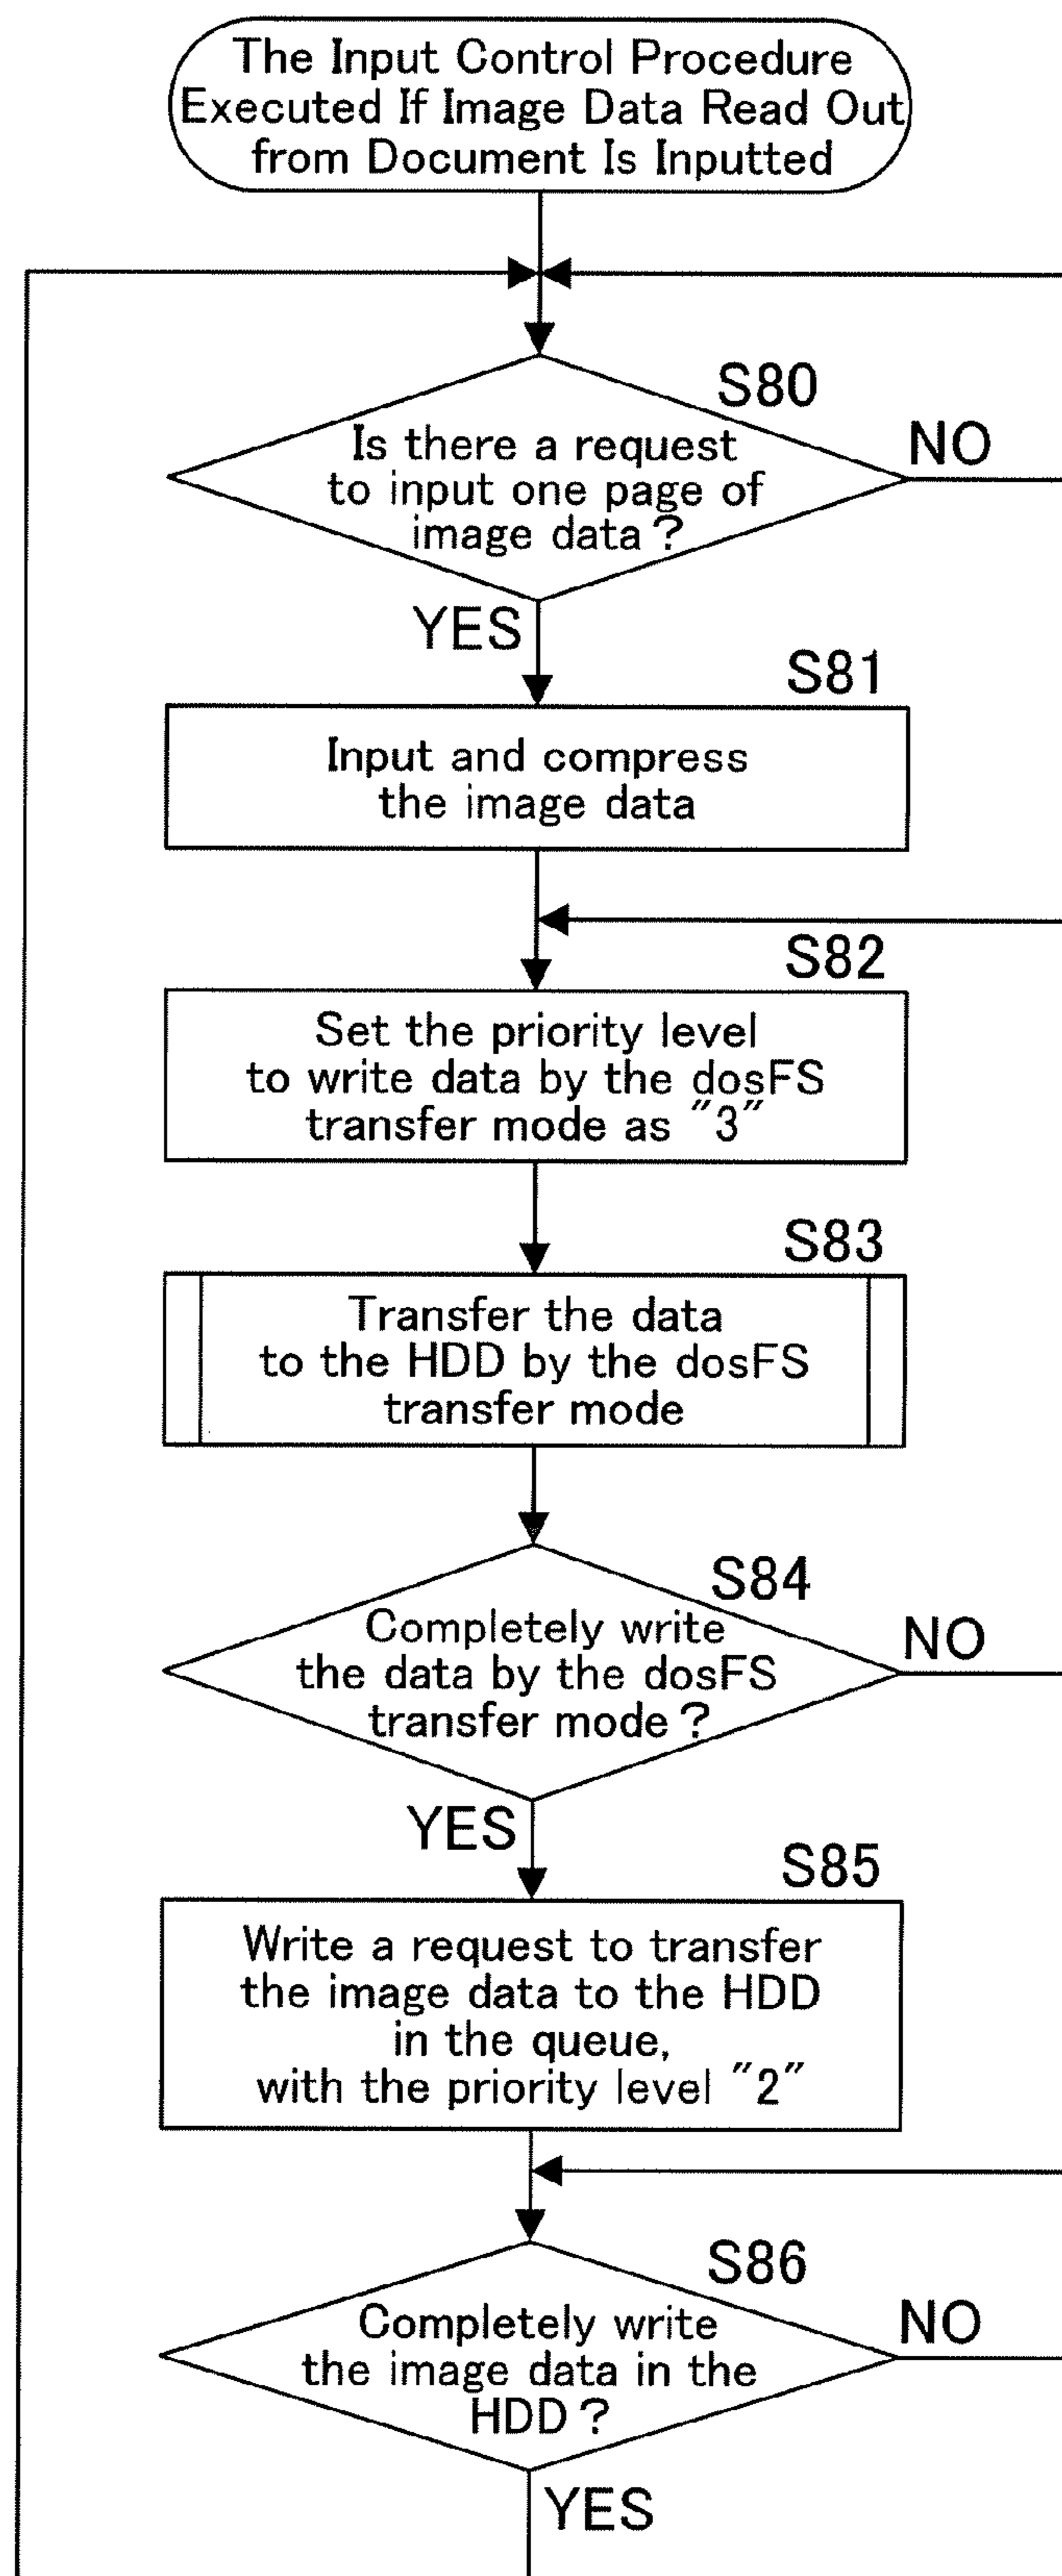 The Input Control Procedure
Executed If Image Data Read Out
from Document Is Inputted
S80
Is there a request
to input one page of
image data?
NO
YES
S81
Input and compress
the image data
S82
Set the priority level
to write data by the dosFS
transfer mode as "3"
S83
Transfer the data
to the HDD by the dosFS
transfer mode
S84
Completely write
the data by the dosFS
transfer mode?
NO
YES
S85
Write a request to transfer
the image data to the HDD
in the queue,
with the priority level "2"
S86
Completely write
the image data in the
HDD?
NO
YES